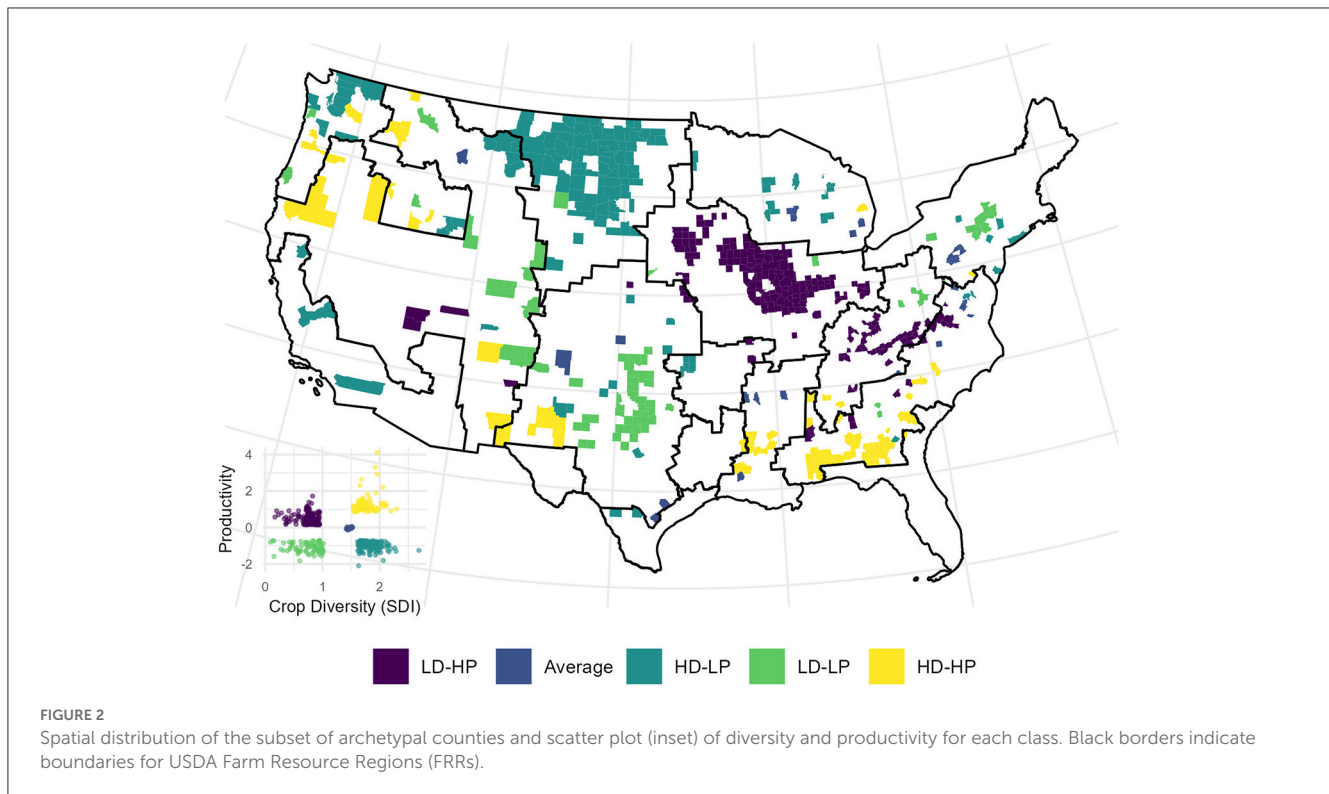 Productivity
4
2
0
-2
0 1 2
Crop Diversity (SDI)
LD-HP Average HD-LP LD-LP HD-HP
FIGURE 2
Spatial distribution of the subset of archetypal counties and scatter plot (inset) of diversity and productivity for each class. Black borders indicate
boundaries for USDA Farm Resource Regions (FRRs).